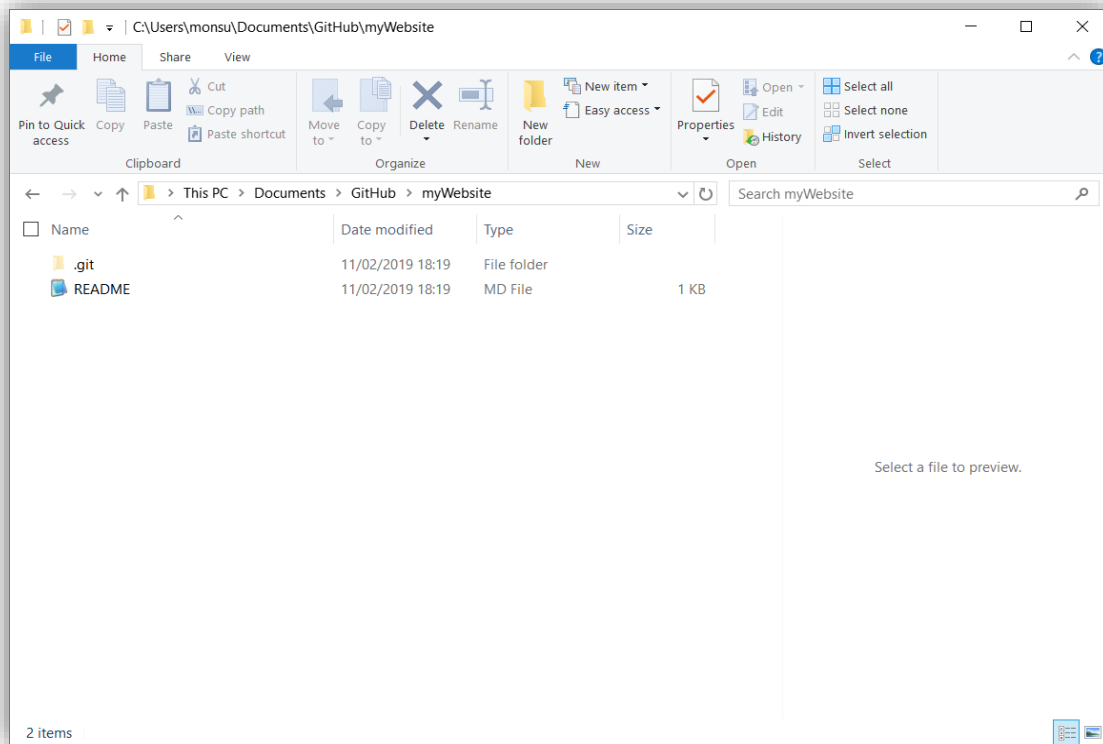 C:\Users\monsu\Documents\GitHub\myWebsite
File Home Share View
?
Pin to Quick access
Copy
Paste
Cut
Copy path
Paste shortcut
Clipboard
Move to
Copy to
Delete
Rename
Organize
New folder
New item
Easy access
New
Properties
Open
Edit
History
Open
Select all
Select none
Invert selection
Select
This PC > Documents > GitHub > myWebsite
Search myWebsite
Name Date modified Type Size
.git 11/02/2019 18:19 File folder
README 11/02/2019 18:19 MD File 1 KB
Select a file to preview.
2 items